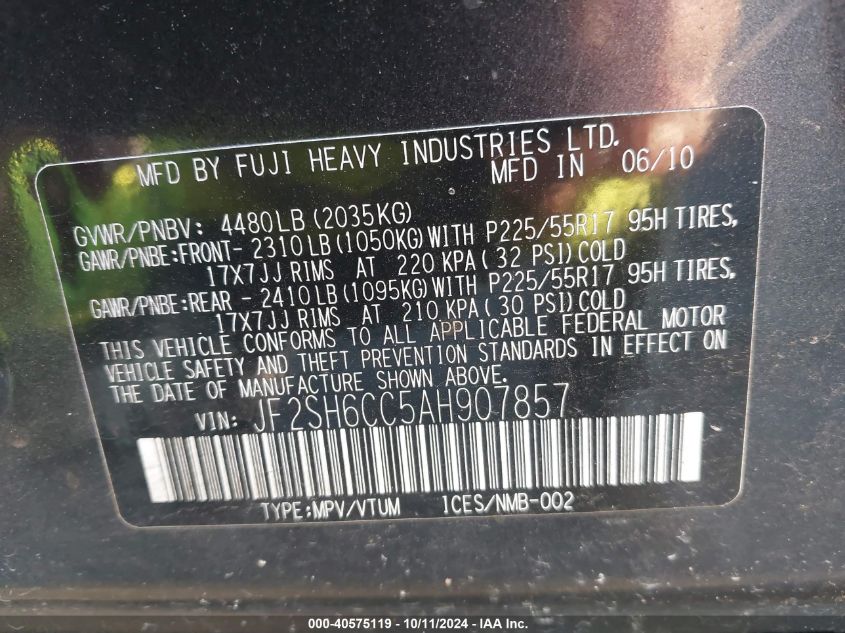 MFD BY FUJI HEAVY INDUSTRIES LTD.
MFD IN 06/10
GVWR/PNBV: 4480LB (2035KG)
GAWR/PNBE:FRONT- 2310LB (1050KG) WITH P225/55R17 95H TIRES,
17X7JJ RIMS AT 220 KPA ( 32 PSI) COLD
GAWR/PNBE:REAR - 2410LB (1095KG) WITH P225/55R17 95H TIRES,
17X7JJ RIMS AT 210 KPA ( 30 PSI) COLD
THIS VEHICLE CONFORMS TO ALL APPLICABLE FEDERAL MOTOR
VEHICLE SAFETY AND THEFT PREVENTION STANDARDS IN EFFECT ON
THE DATE OF MANUFACTURE SHOWN ABOVE.
VIN: JF2SH6CC5AH907857
TYPE:MPV/VTUM ICES/NMB-002
000-40575119 - 10/11/2024 - © IAA, Inc.